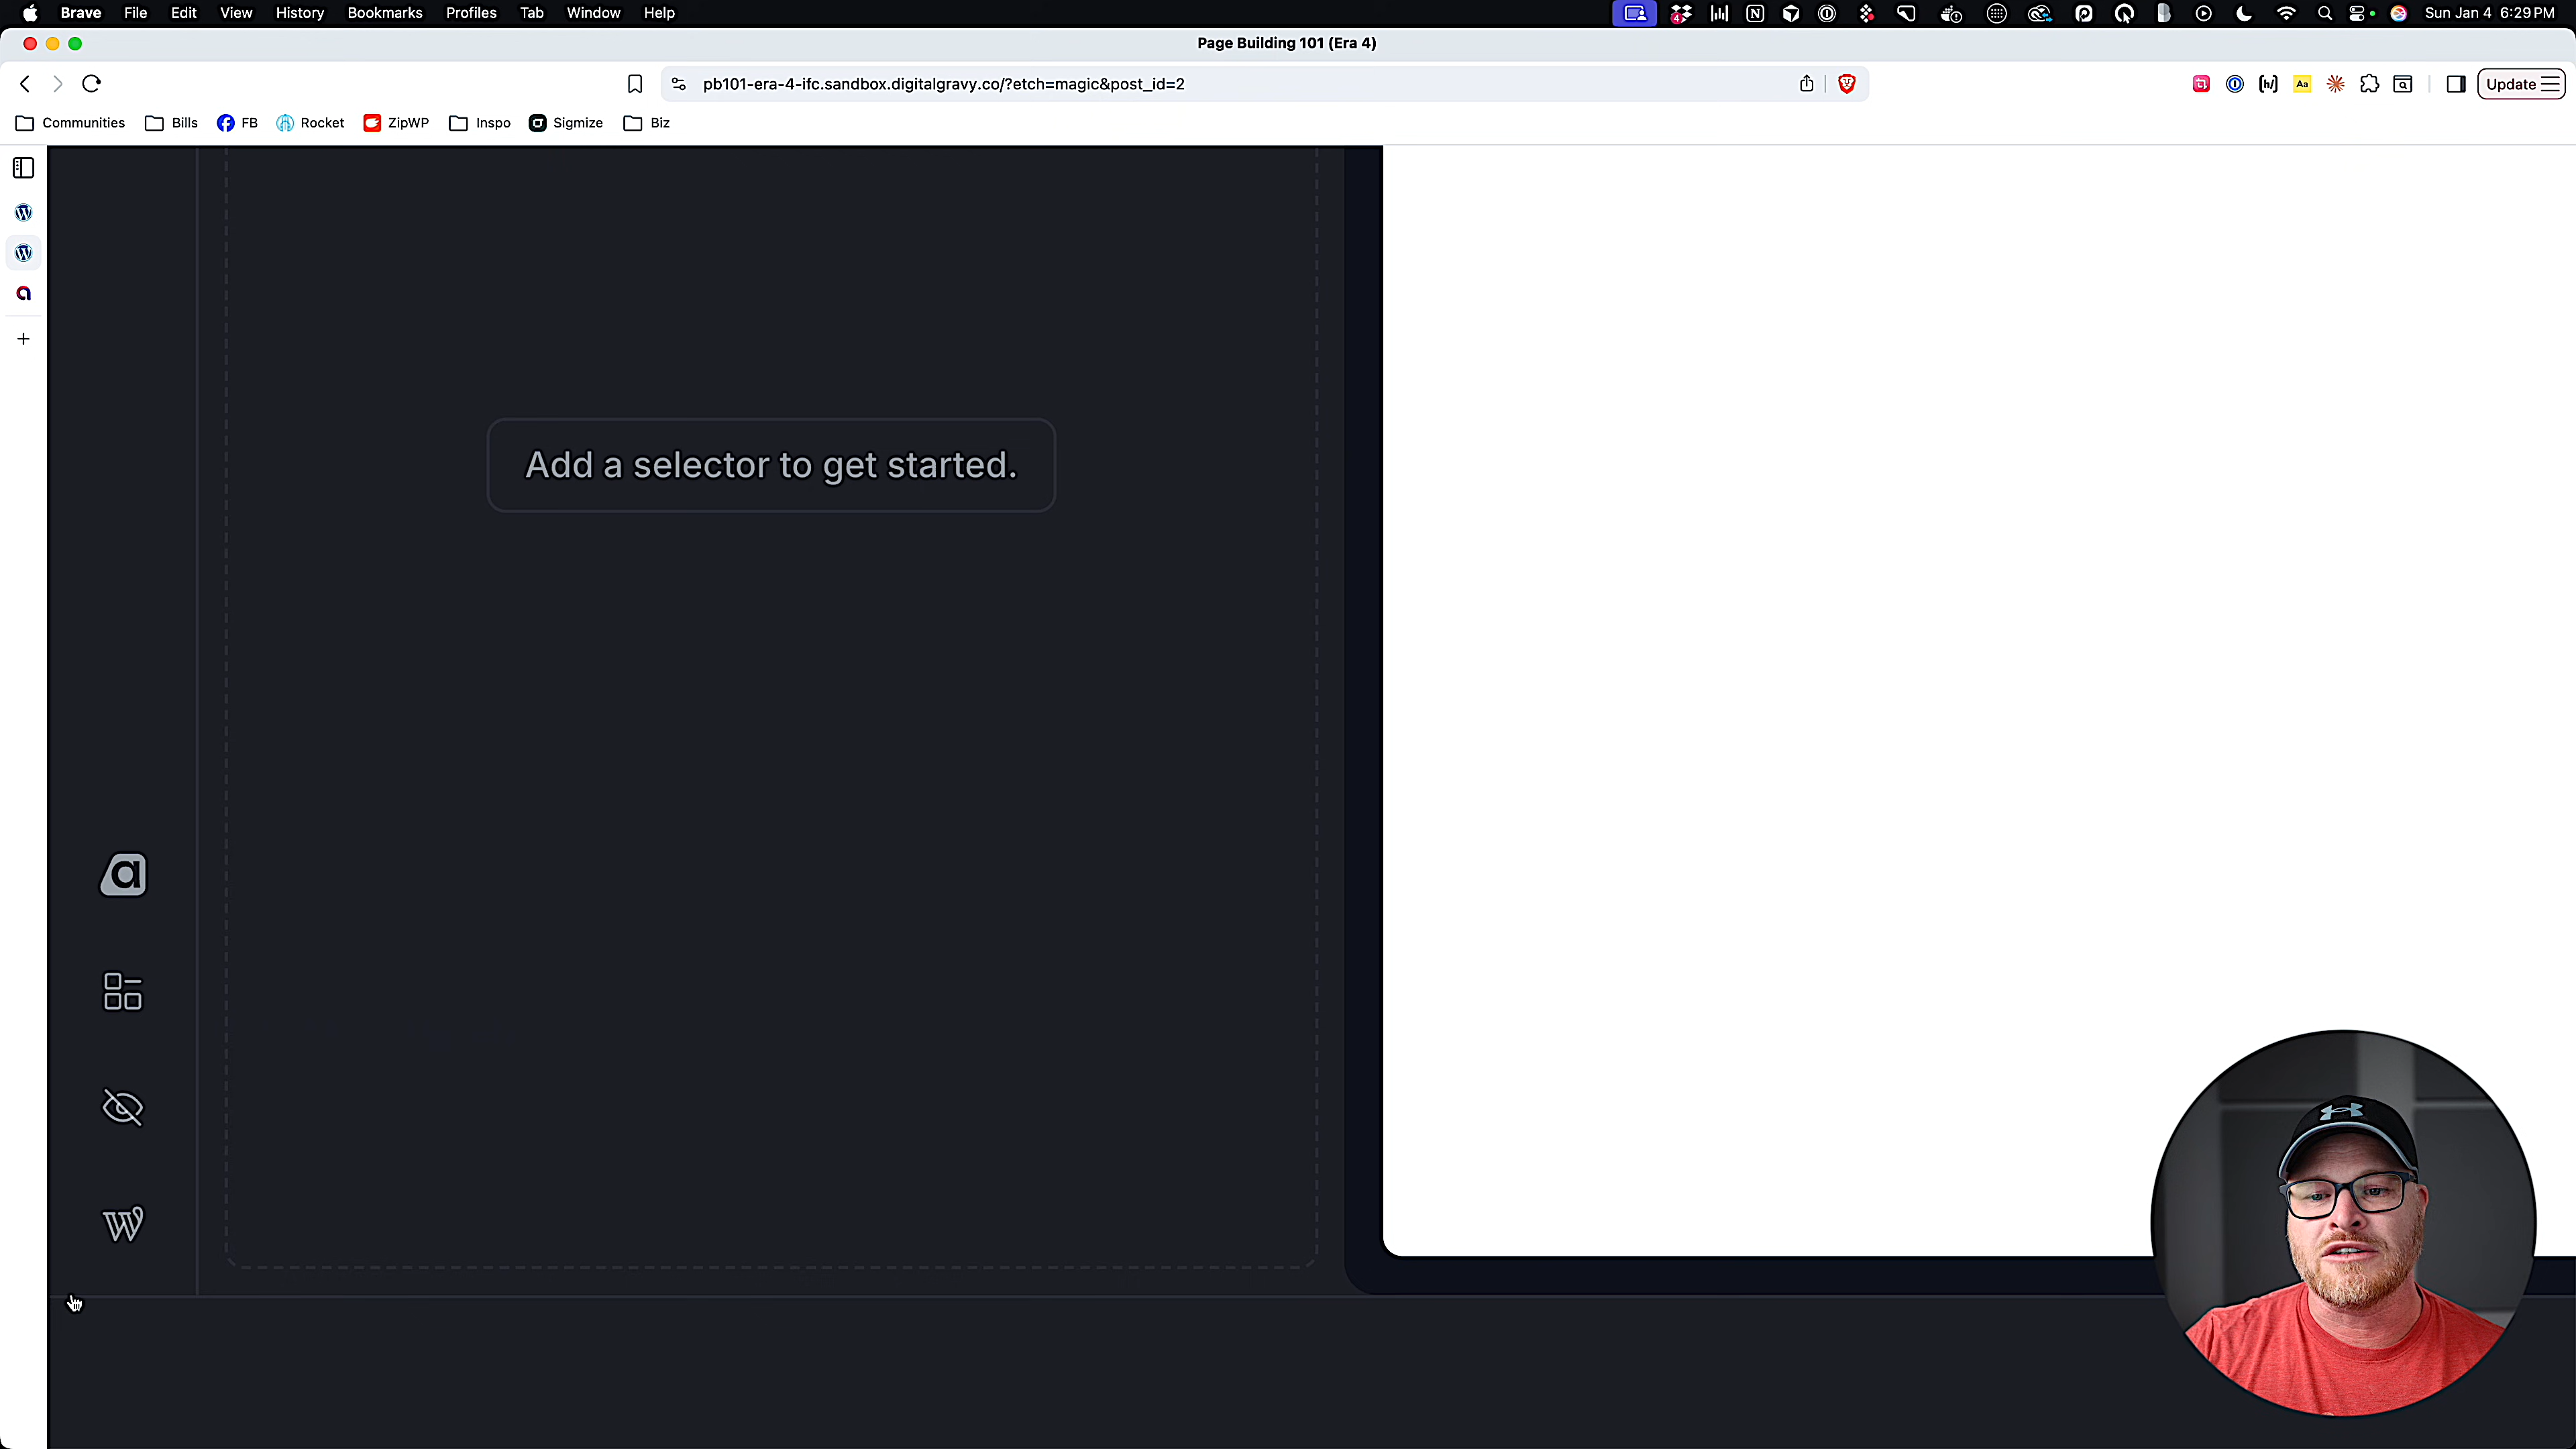 Brave File Edit View History Bookmarks Profiles Tab Window Help
4
Sun Jan 4 6:29 PM
Page Building 101 (Era 4)
pb101-era-4-ifc.sandbox.digitalgravy.co/?etch=magic&post_id=2
Aa
Update
Communities Bills FB Rocket ZipWP Inspo Sigmize Biz
Add a selector to get started.